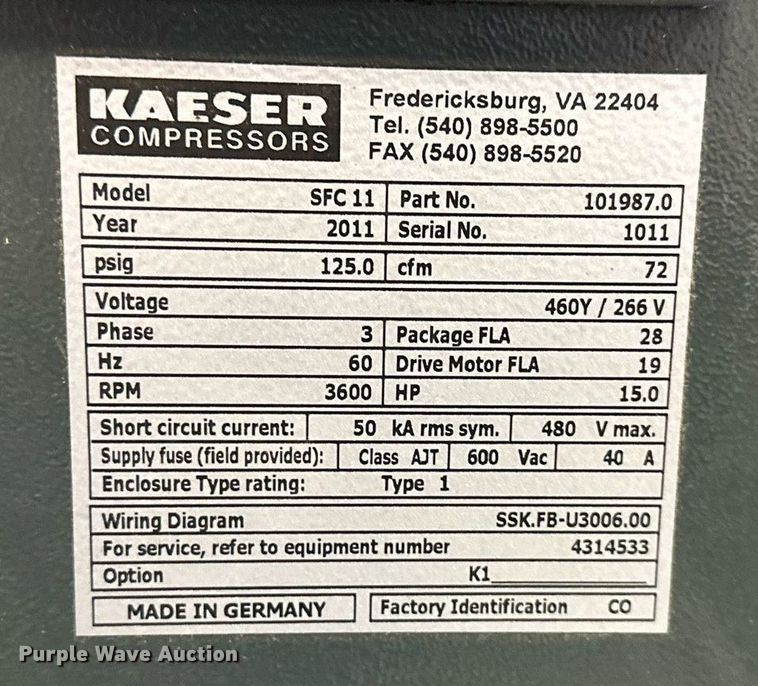 KAESER
COMPRESSORS
Fredericksburg, VA 22404
Tel. (540) 898-5500
FAX (540) 898-5520
Model SFC 11 Part No. 101987.0
Year 2011 Serial No. 1011
psig 125.0 cfm 72
Voltage 460Y / 266 V
Phase 3 Package FLA 28
Hz 60 Drive Motor FLA 19
RPM 3600 HP 15.0
Short circuit current: 50 kA rms sym. 480 V max.
Supply fuse (field provided): Class AJT 600 Vac 40 A
Enclosure Type rating: Type 1
Wiring Diagram SSK.FB-U3006.00
For service, refer to equipment number 4314533
Option K1_______________
MADE IN GERMANY Factory Identification CO
Purple Wave Auction